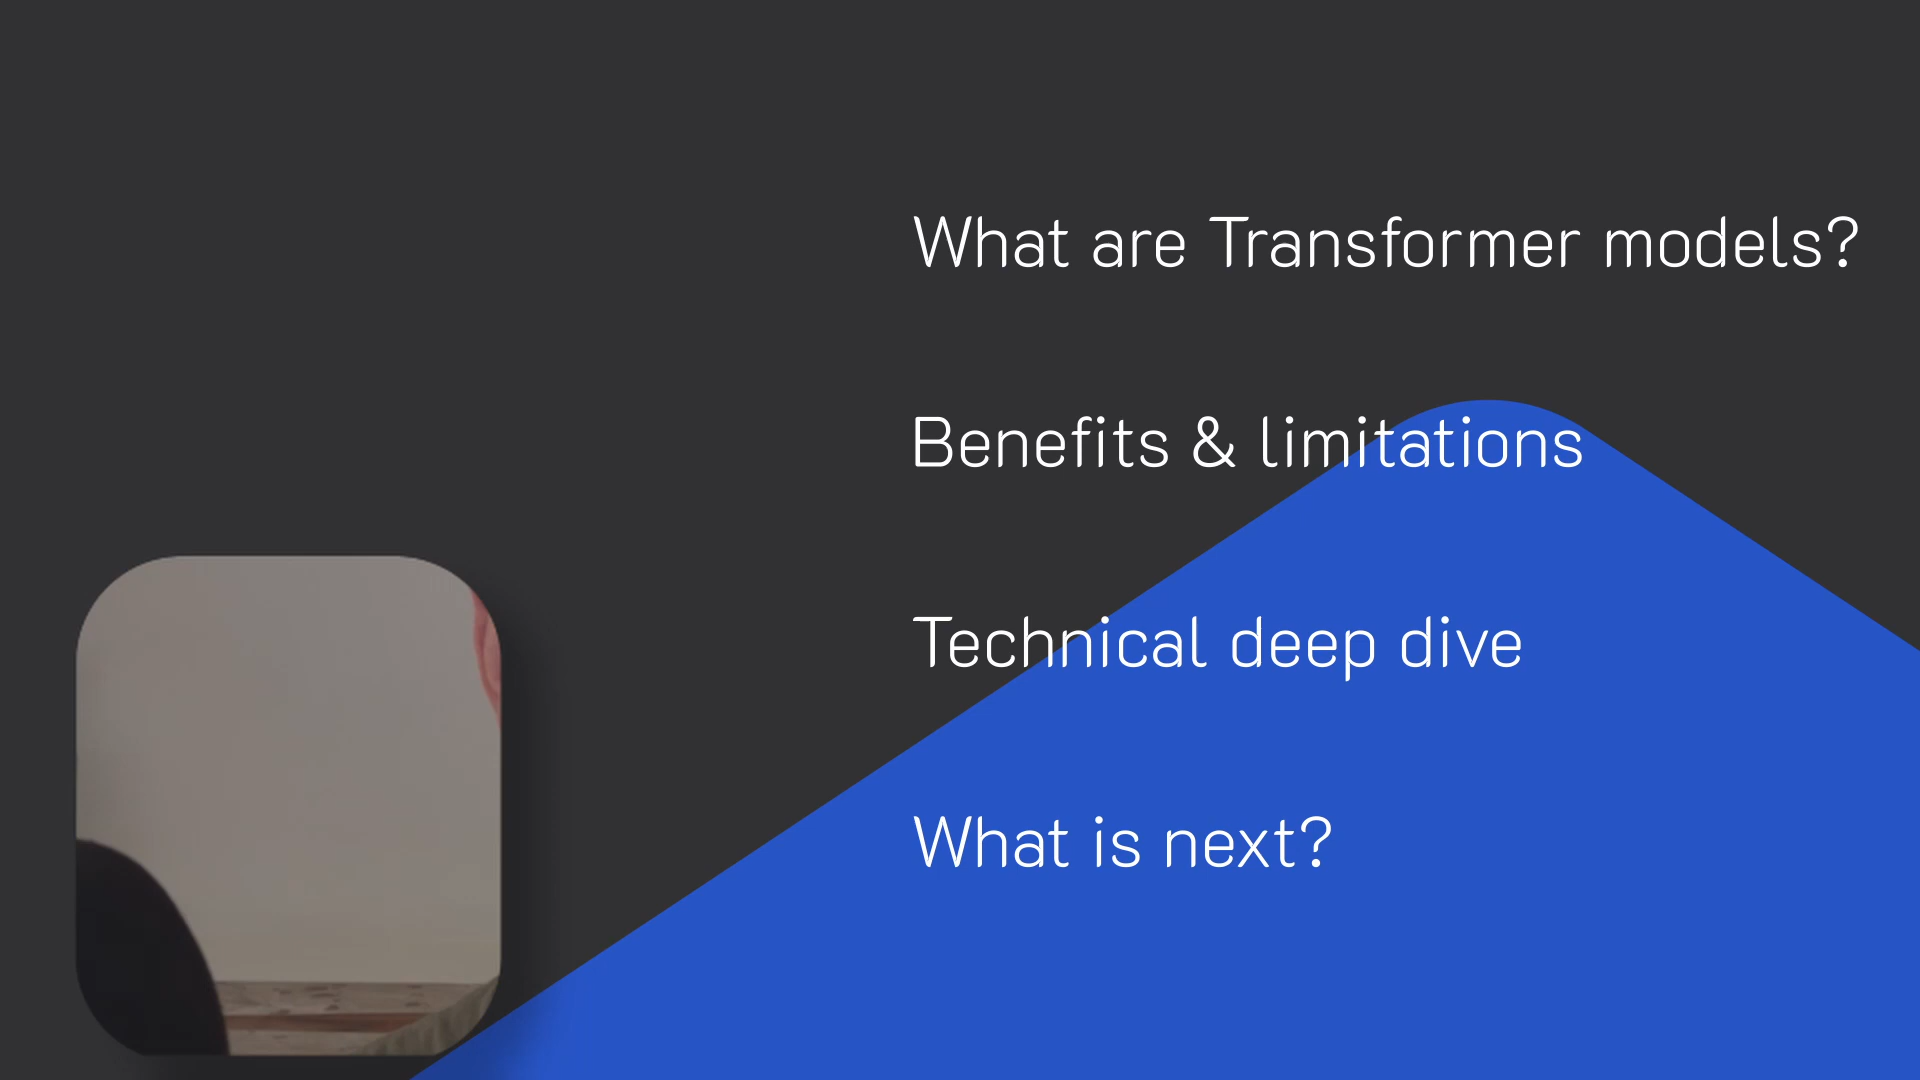 What are Transformer models?
Benefits & limitations
Technical deep dive
What is next?